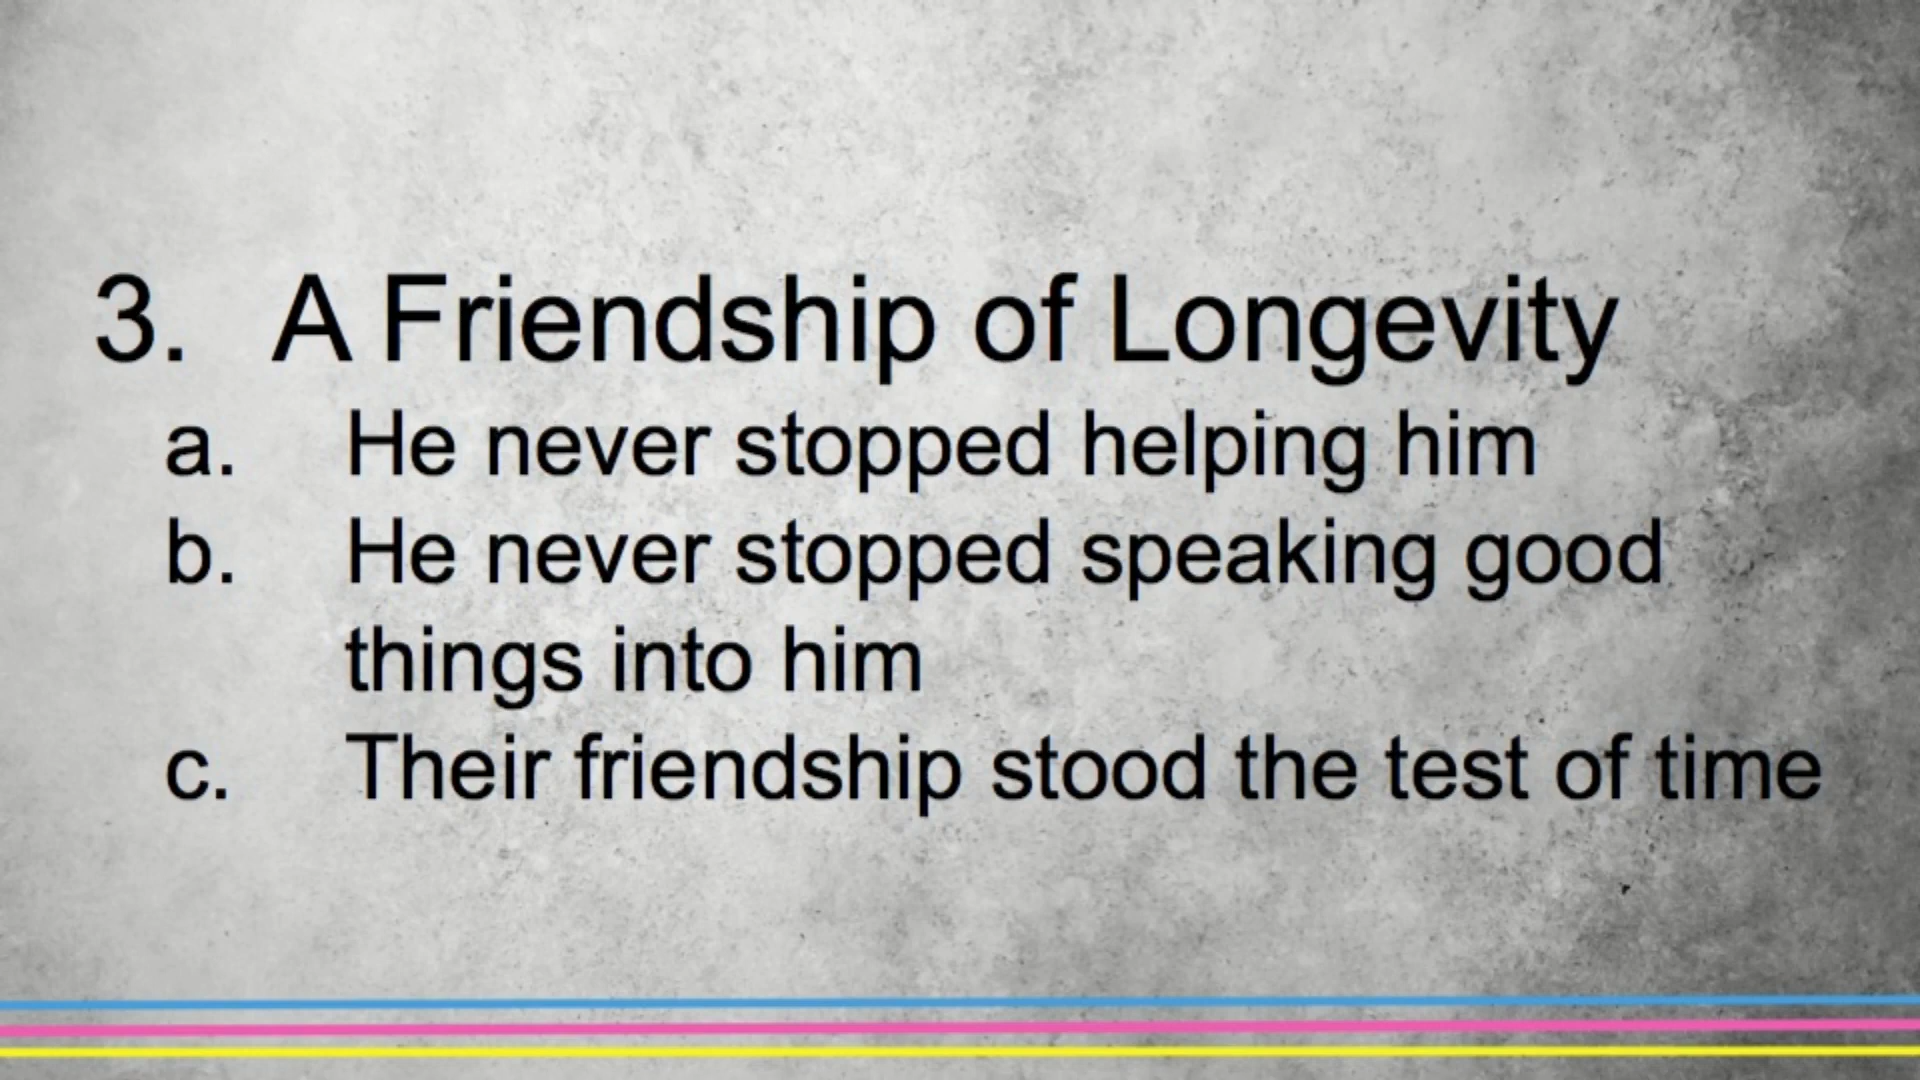 3. A Friendship of Longevity
a. He never stopped helping him
b. He never stopped speaking good
things into him
c. Their friendship stood the test of time